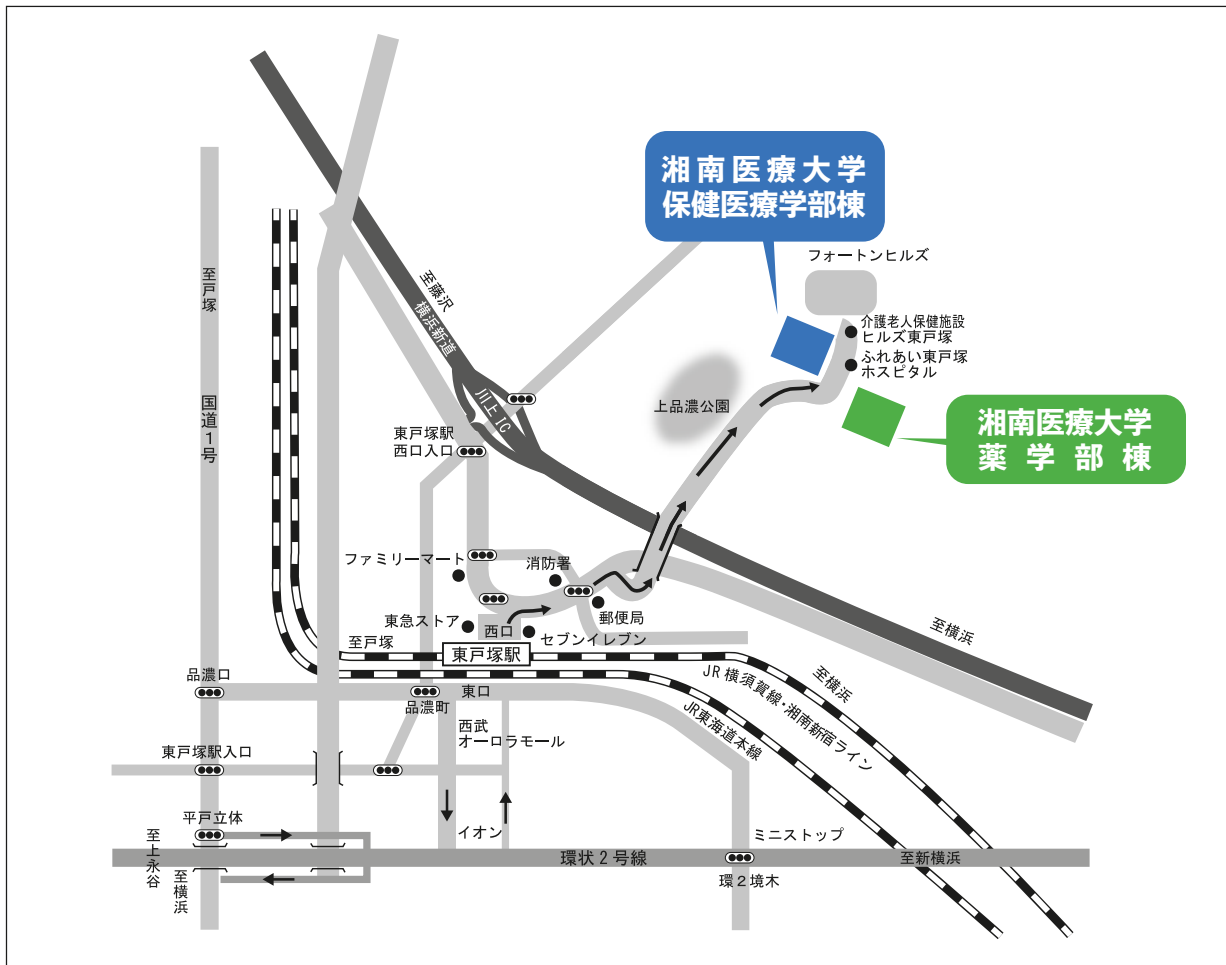 湘南医療大学
保健医療学部棟
フォートンヒルズ
介護老人保健施設
ヒルズ東戸塚
ふれあい東戸塚
ホスピタル
湘南医療大学
薬学部棟
上品濃公園
至戸塚
国道1号
至藤沢
横浜新道
川上IC
東戸塚駅
西口入口
ファミリーマート
消防署
郵便局
東急ストア
西口
セブンイレブン
至戸塚
東戸塚駅
至横浜
至横浜
JR横須賀線・湘南新宿ライン
JR東海道本線
品濃口
品濃町
東口
西武
オーロラモール
東戸塚駅入口
平戸立体
イオン
ミニストップ
至上永谷
至横浜
環状2号線
至新横浜
環2境木